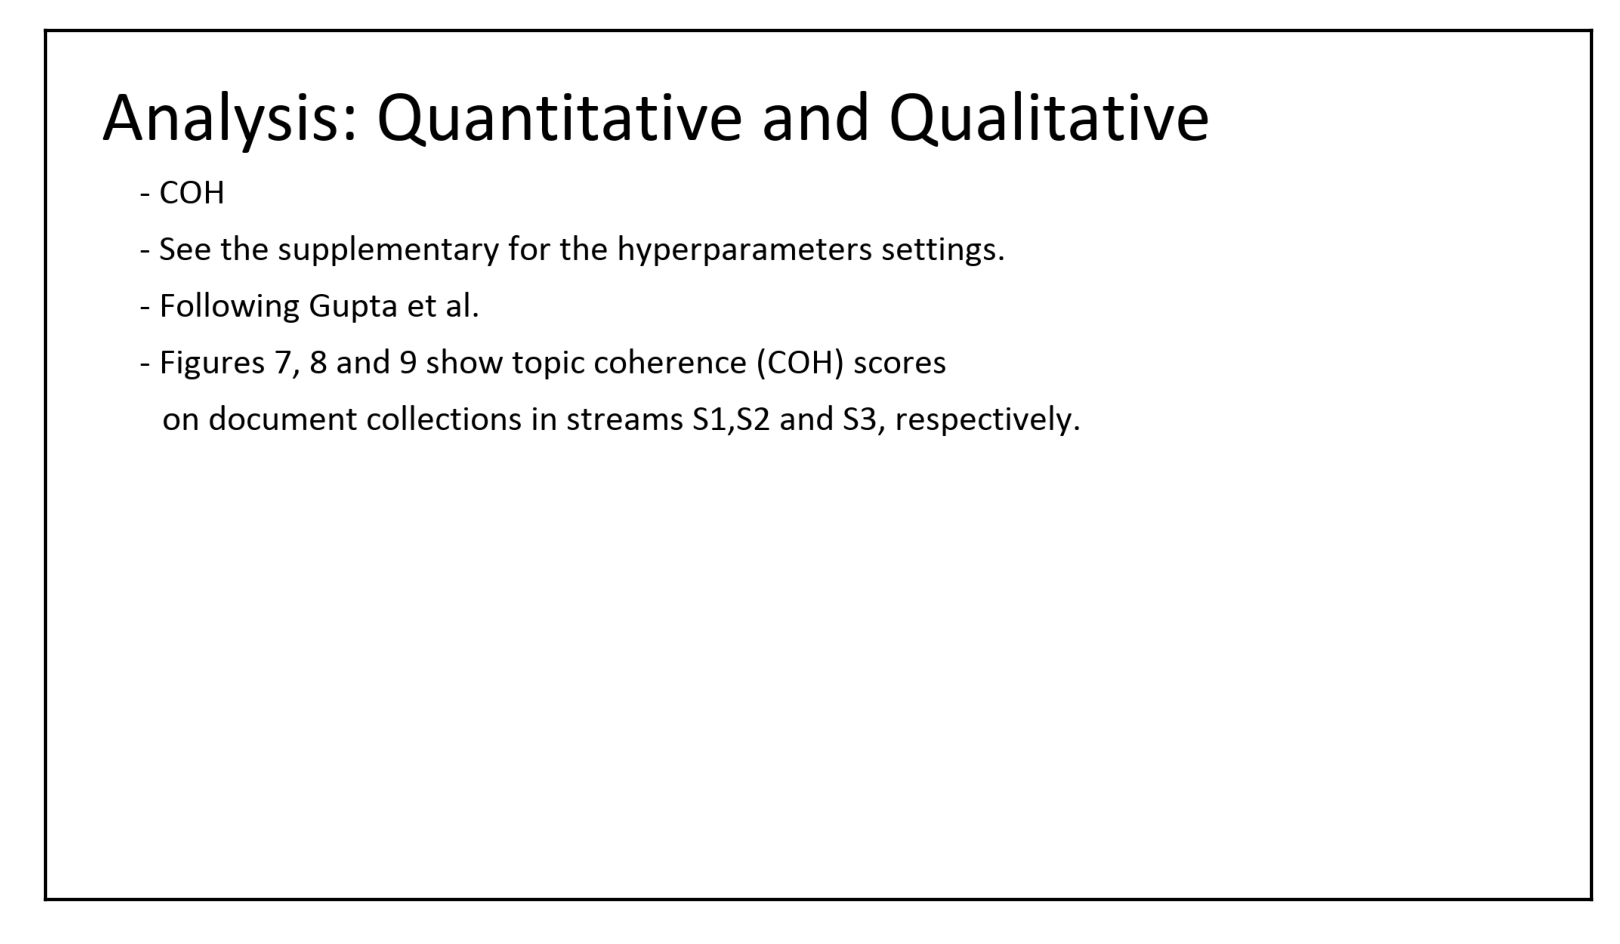 Analysis: Quantitative and Qualitative
- COH
- See the supplementary for the hyperparameters settings.
- Following Gupta et al.
- Figures 7, 8 and 9 show topic coherence (COH) scores
on document collections in streams S1,S2 and S3, respectively.